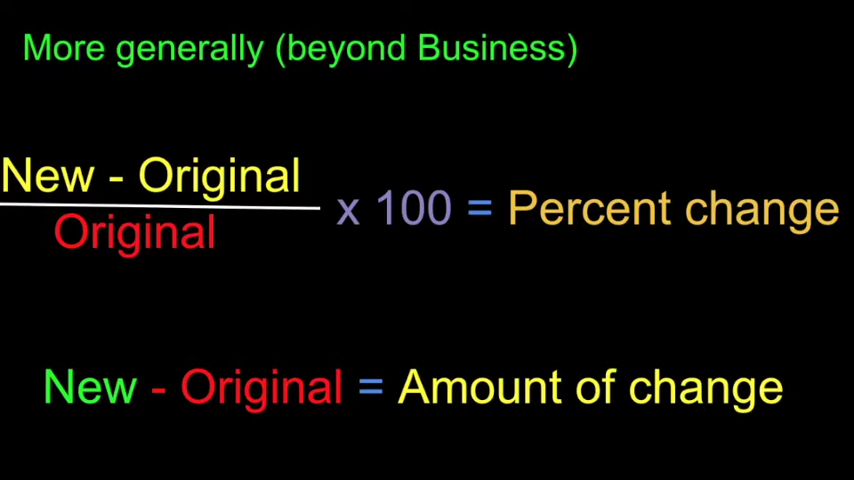 More generally (beyond Business)
New - Original
Original
x 100 = Percent change
New - Original = Amount of change